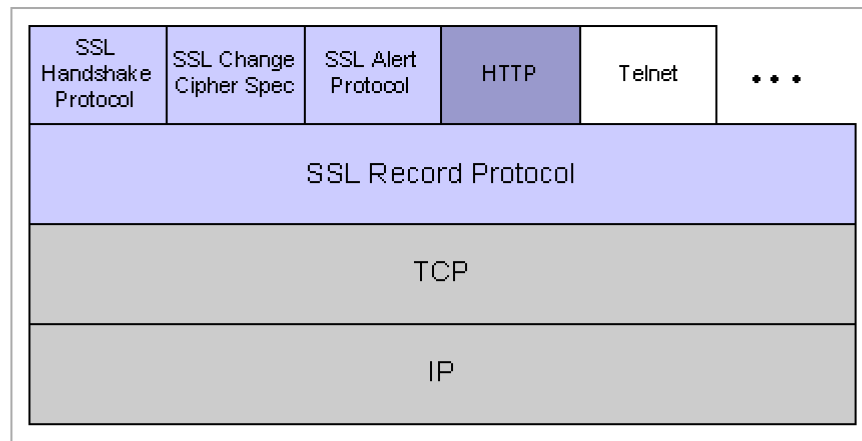 SSL
Handshake
Protocol
SSL Change
Cipher Spec
SSL Alert
Protocol
HTTP
Telnet
...
SSL Record Protocol
TCP
IP